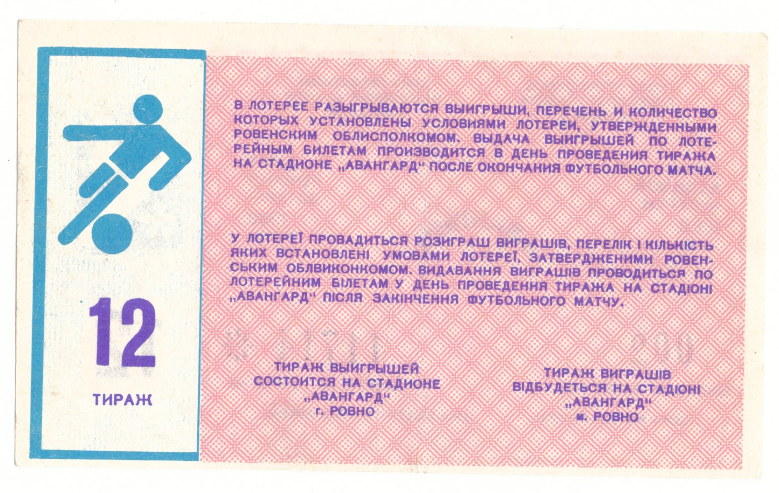 В ЛОТЕРЕЕ РАЗЫГРЫВАЮТСЯ ВЫИГРЫШИ, ПЕРЕЧЕНЬ И КОЛИЧЕСТВО
КОТОРЫХ УСТАНОВЛЕНЫ УСЛОВИЯМИ ЛОТЕРЕИ, УТВЕРЖДЕННЫМИ
РОВЕНСКИМ ОБЛИСПОЛКОМОМ. ВЫДАЧА ВЫИГРЫШЕЙ ПО ЛОТЕ-
РЕЙНЫМ БИЛЕТАМ ПРОИЗВОДИТСЯ В ДЕНЬ ПРОВЕДЕНИЯ ТИРАЖА
НА СТАДИОНЕ „АВАНГАРД" ПОСЛЕ ОКОНЧАНИЯ ФУТБОЛЬНОГО МАТЧА.
У ЛОТЕРЕЇ ПРОВАДИТЬСЯ РОЗИГРАШ ВИГРАШІВ, ПЕРЕЛІК І КІЛЬКІСТЬ
ЯКИХ ВСТАНОВЛЕНІ УМОВАМИ ЛОТЕРЕЇ, ЗАТВЕРДЖЕНИМИ РОВЕН-
СЬКИМ ОБЛВИКОНКОМОМ. ВИДАВАННЯ ВИГРАШІВ ПРОВОДИТЬСЯ ПО
ЛОТЕРЕЙНИМ БІЛЕТАМ У ДЕНЬ ПРОВЕДЕННЯ ТИРАЖА НА СТАДІОНІ
„АВАНГАРД" ПІСЛЯ ЗАКІНЧЕННЯ ФУТБОЛЬНОГО МАТЧУ.
12
ТИРАЖ
ТИРАЖ ВЫИГРЫШЕЙ
СОСТОИТСЯ НА СТАДИОНЕ
„АВАНГАРД"
г. РОВНО
ТИРАЖ ВИГРАШІВ
ВІДБУДЕТЬСЯ НА СТАДІОНІ
„АВАНГАРД"
м. РОВНО